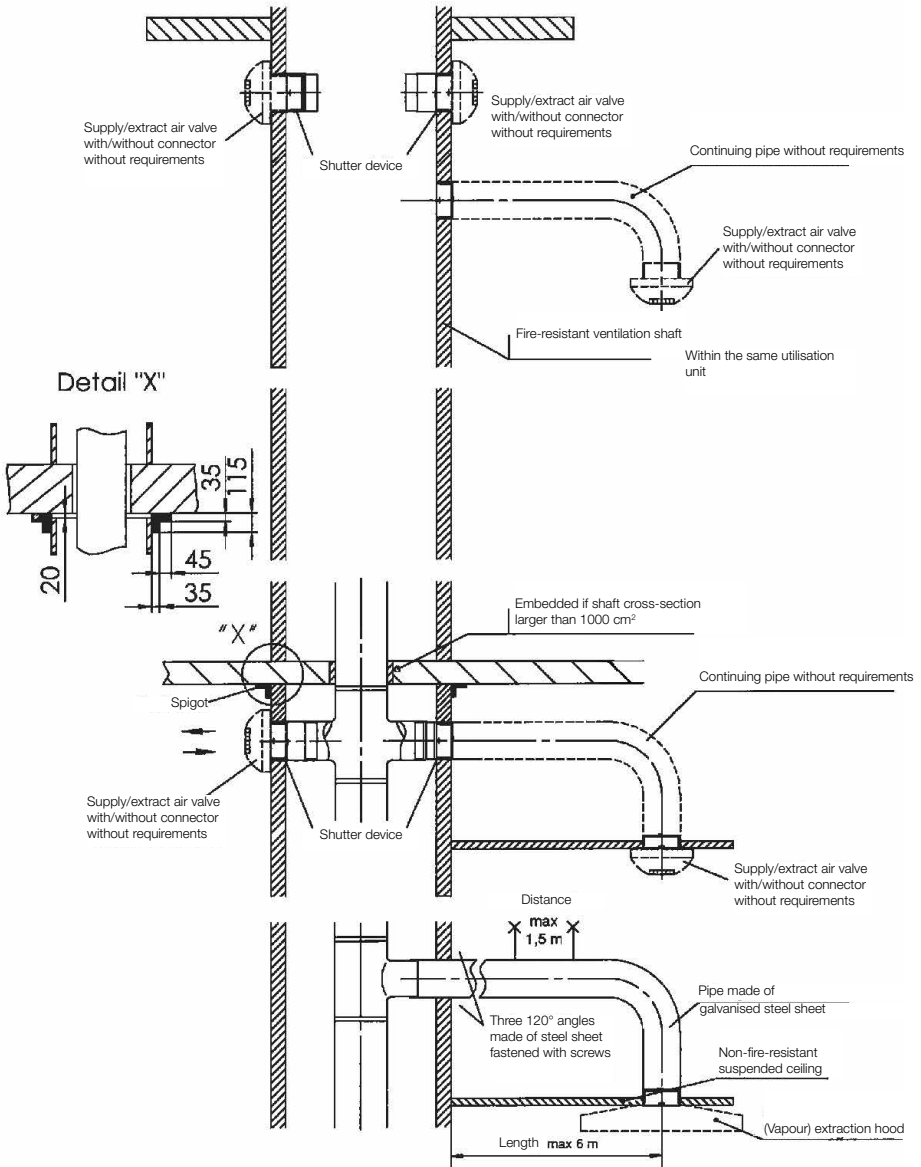 Supply/extract air valve
with/without connector
without requirements
Shutter device
Supply/extract air valve
with/without connector
without requirements
Continuing pipe without requirements
Supply/extract air valve
with/without connector
without requirements
Fire-resistant ventilation shaft
Within the same utilisation
unit
Detail "X"
35
115
45
20
35
"X"
Embedded if shaft cross-section
larger than 1000 cm²
Spigot
Continuing pipe without requirements
Supply/extract air valve
with/without connector
without requirements
Shutter device
Supply/extract air valve
with/without connector
without requirements
Distance
max
1,5 m
Pipe made of
galvanised steel sheet
Three 120° angles
made of steel sheet
fastened with screws
Non-fire-resistant
suspended ceiling
(Vapour) extraction hood
Length max 6 m